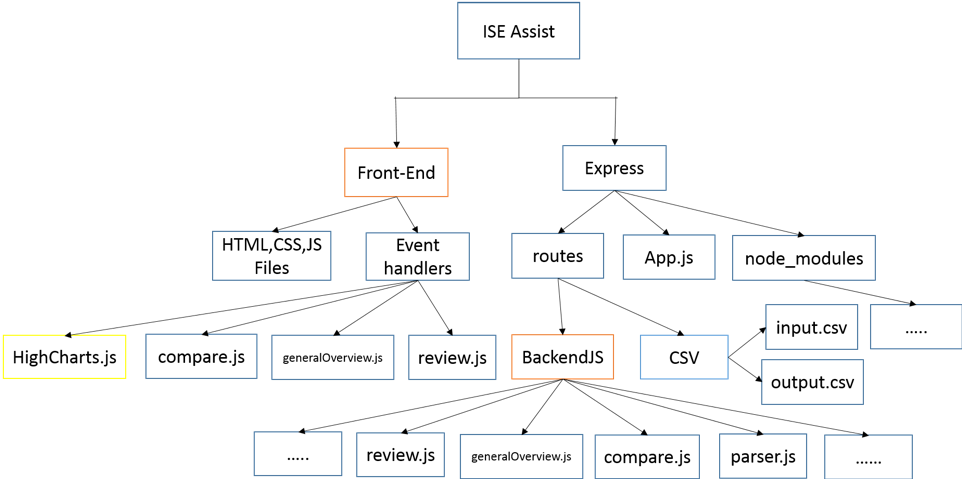 ISE Assist
Front-End
Express
HTML,CSS,JS
Files
Event
handlers
routes
App.js
node_modules
HighCharts.js
compare.js
generalOverview.js
review.js
BackendJS
CSV
input.csv
output.csv
.....
.....
review.js
generalOverview.js
compare.js
parser.js
......